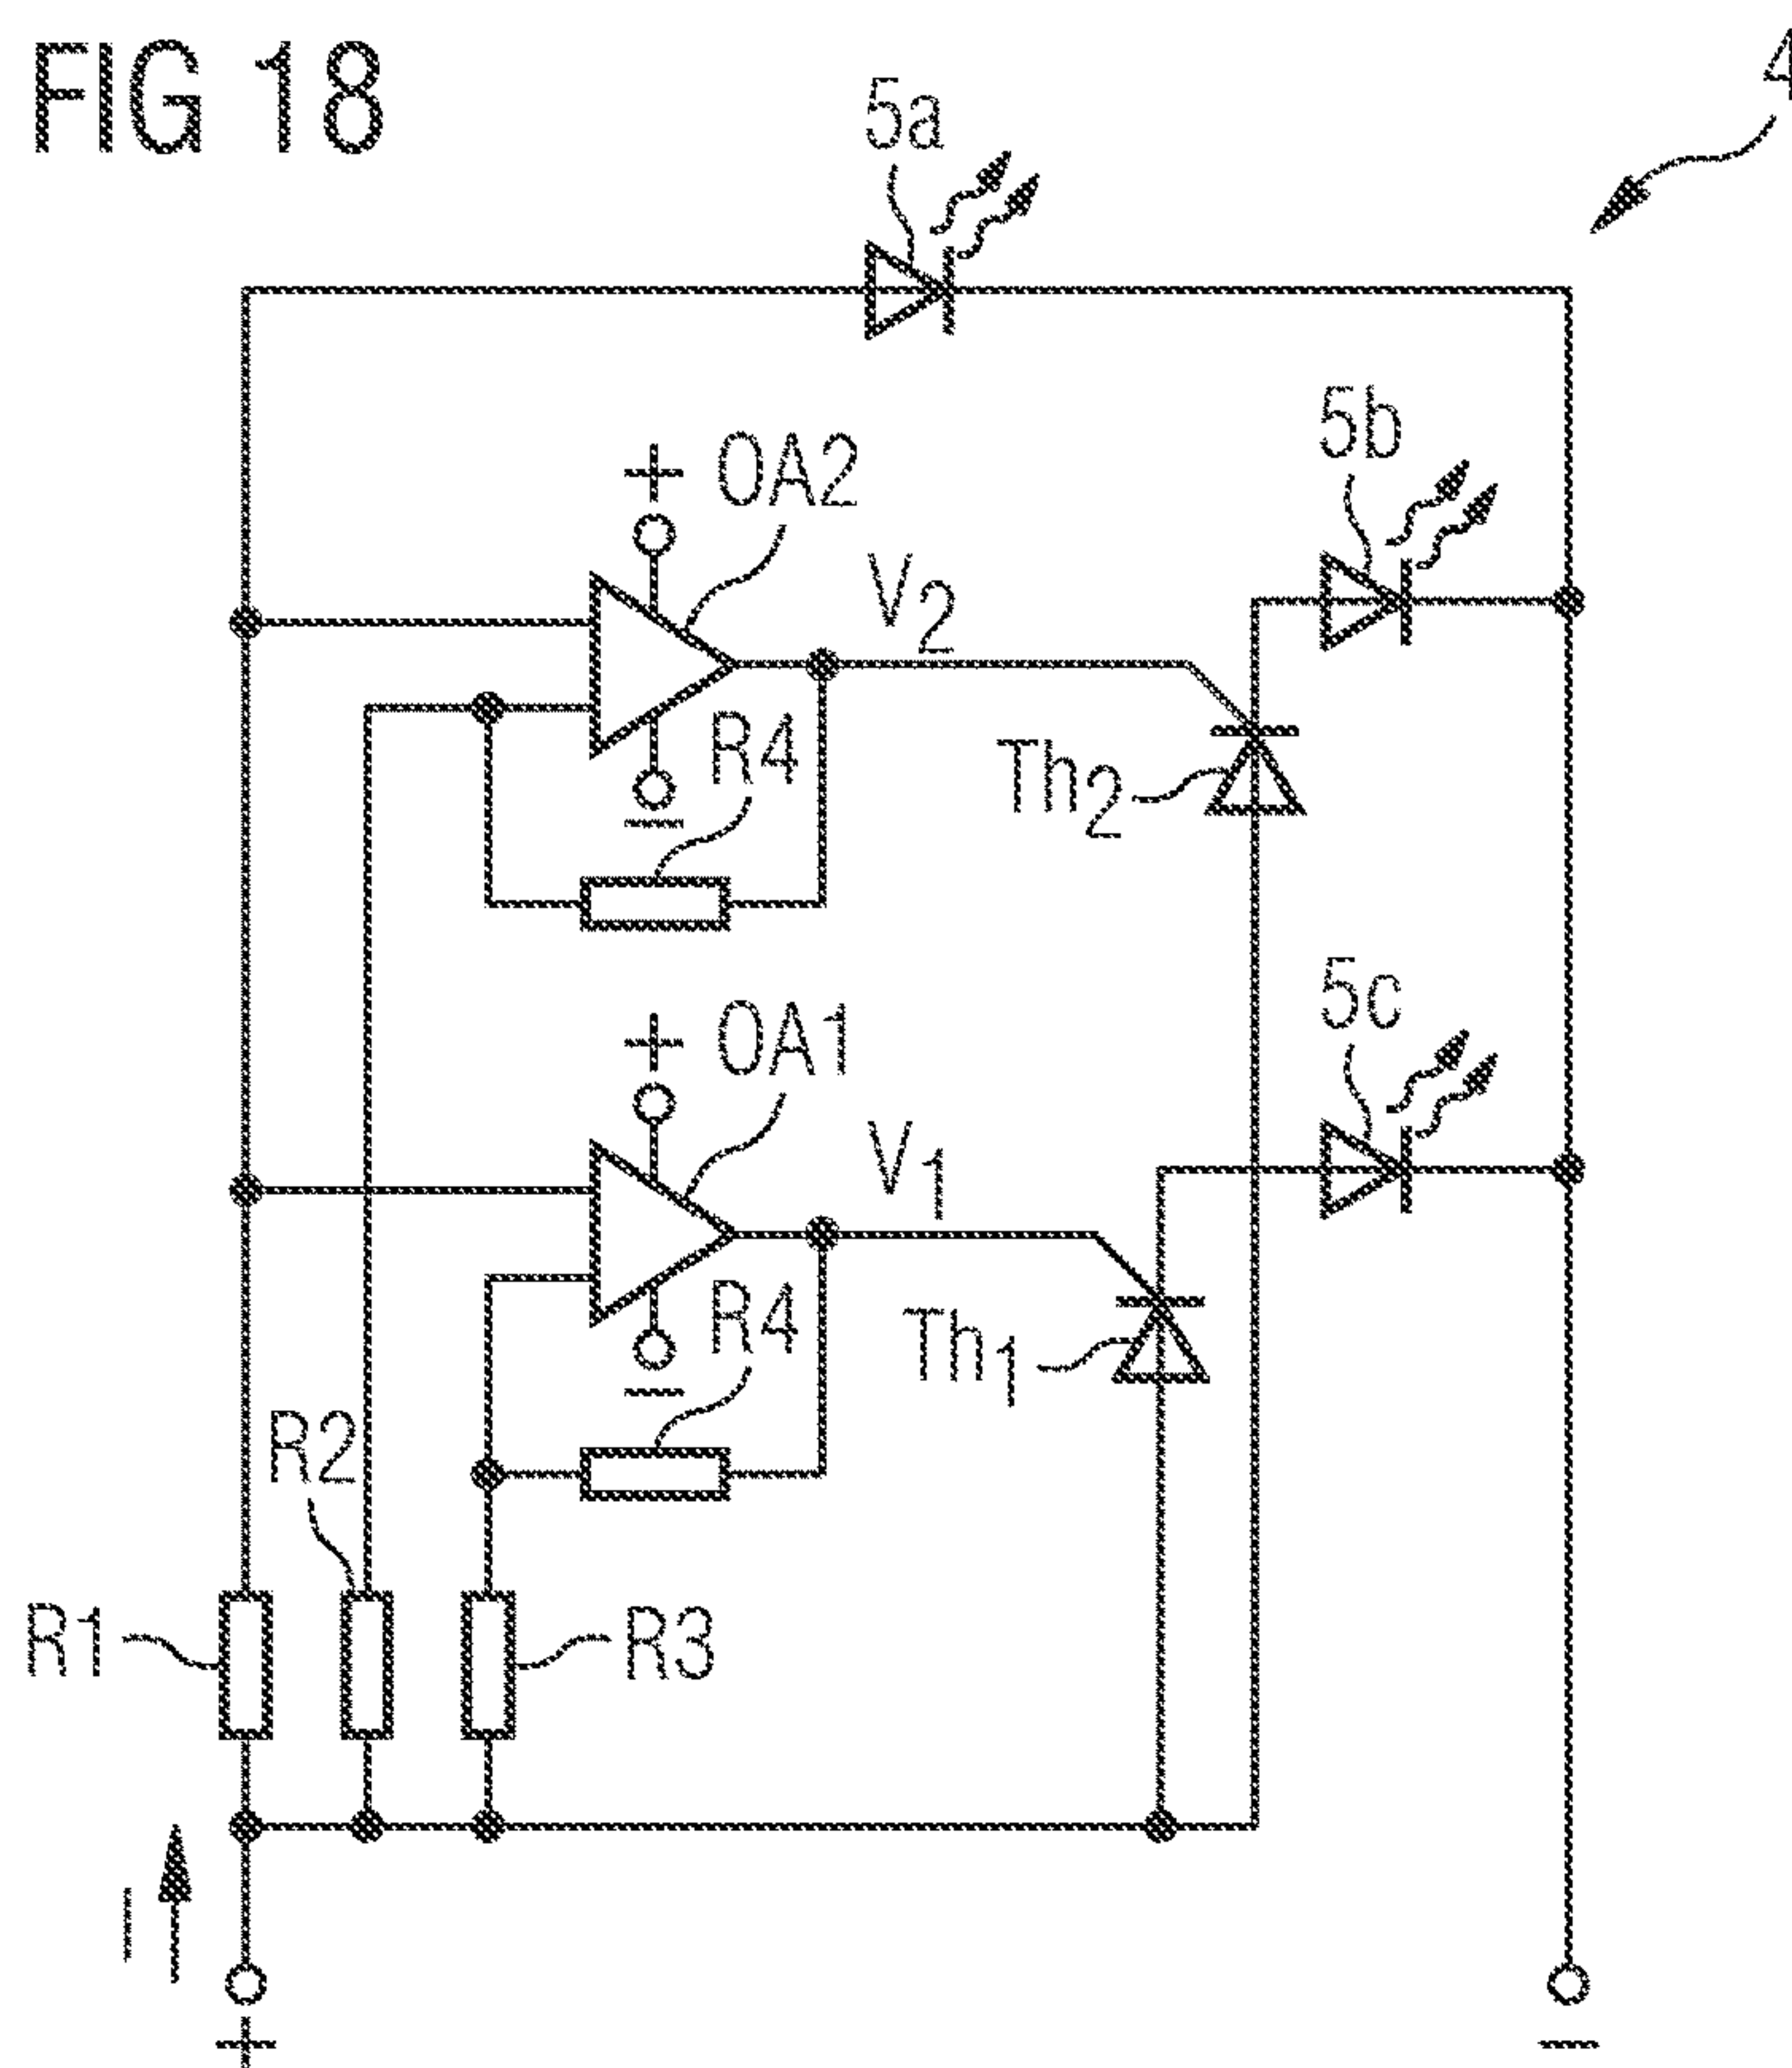 FIG 18
4
5a
5b
+ OA2
V2
R4
Th2
–
5c
+ OA1
V1
R4
Th1
–
R2
R1
R3
I
+
–